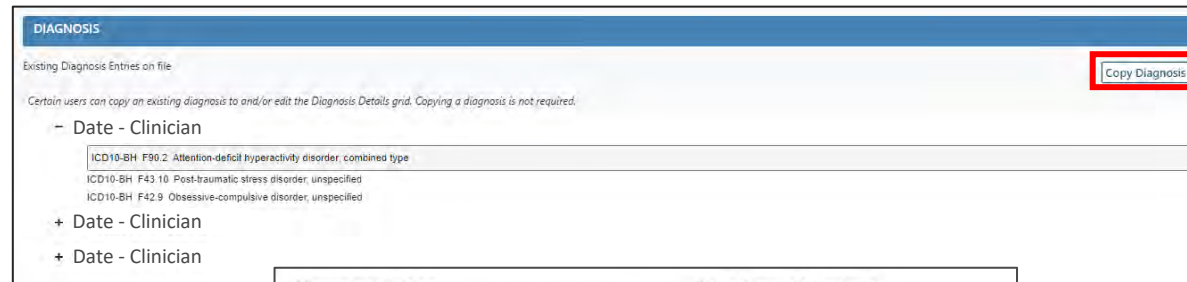 DIAGNOSIS
Existing Diagnosis Entries on file
Copy Diagnosis
Certain users can copy an existing diagnosis to and/or edit the Diagnosis Details grid. Copying a diagnosis is not required.
− Date - Clinician
ICD10-BH F90.2 Attention-deficit hyperactivity disorder, combined type
ICD10-BH F43.10 Post-traumatic stress disorder, unspecified
ICD10-BH F42.9 Obsessive-compulsive disorder, unspecified
+ Date - Clinician
+ Date - Clinician